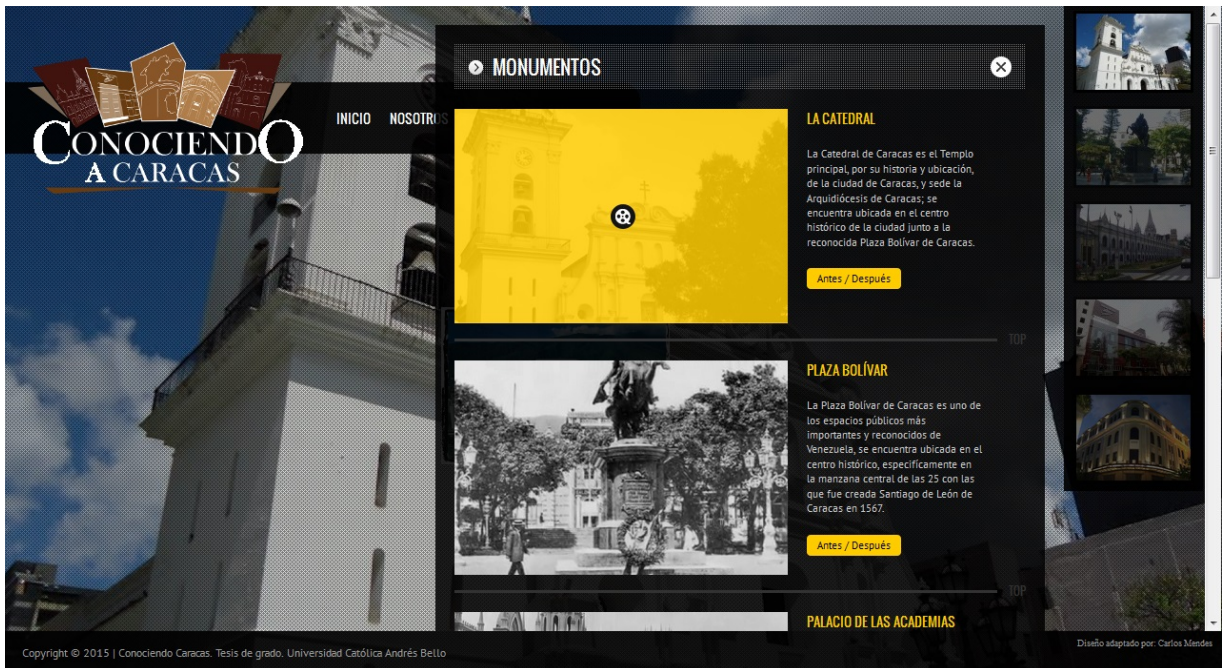 CONOCIENDO
A CARACAS
INICIO NOSOTROS
MONUMENTOS
LA CATEDRAL
La Catedral de Caracas es el Templo
principal, por su historia y ubicación,
de la ciudad de Caracas, y sede la
Arquidiócesis de Caracas; se
encuentra ubicada en el centro
histórico de la ciudad junto a la
reconocida Plaza Bolívar de Caracas.
Antes / Después
TOP
PLAZA BOLÍVAR
La Plaza Bolívar de Caracas es uno de
los espacios públicos más
importantes y reconocidos de
Venezuela, se encuentra ubicada en el
centro histórico, específicamente en
la manzana central de las 25 con las
que fue creada Santiago de León de
Caracas en 1567.
Antes / Después
TOP
PALACIO DE LAS ACADEMIAS
Copyright © 2015 | Conociendo Caracas. Tesis de grado. Universidad Católica Andrés Bello
Diseño adaptado por: Carlos Mendes